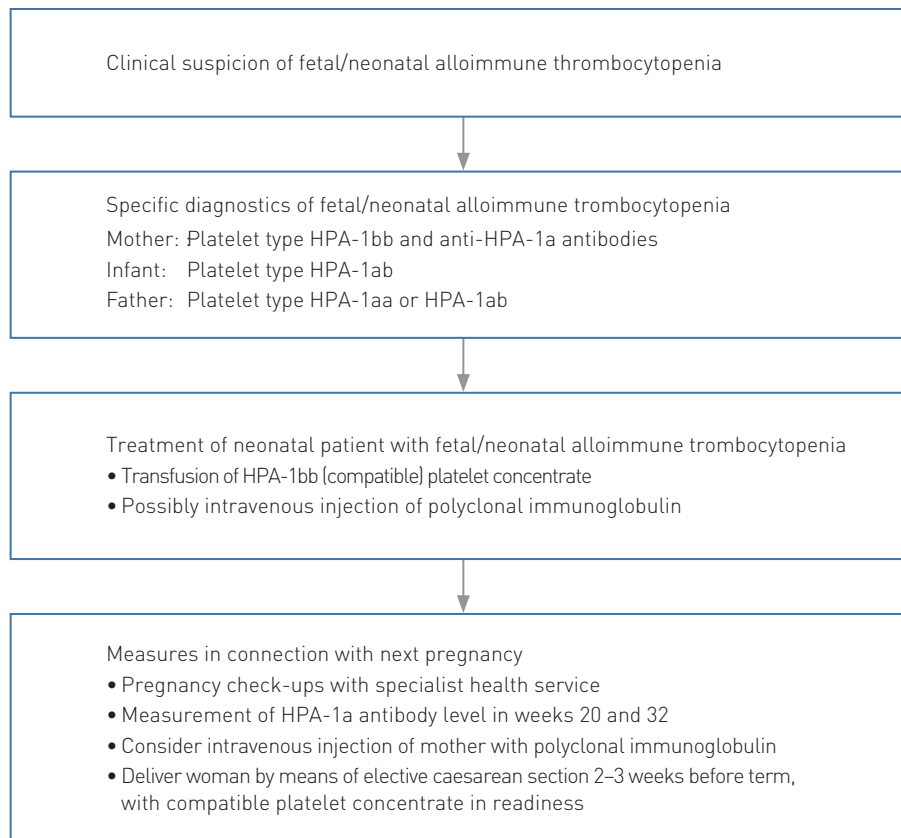 Clinical suspicion of fetal/neonatal alloimmune thrombocytopenia
Specific diagnostics of fetal/neonatal alloimmune trombocytopenia
Mother: Platelet type HPA-1bb and anti-HPA-1a antibodies
Infant: Platelet type HPA-1ab
Father: Platelet type HPA-1aa or HPA-1ab
Treatment of neonatal patient with fetal/neonatal alloimmune trombocytopenia
• Transfusion of HPA-1bb (compatible) platelet concentrate
• Possibly intravenous injection of polyclonal immunoglobulin
Measures in connection with next pregnancy
• Pregnancy check-ups with specialist health service
• Measurement of HPA-1a antibody level in weeks 20 and 32
• Consider intravenous injection of mother with polyclonal immunoglobulin
• Deliver woman by means of elective caesarean section 2–3 weeks before term,
with compatible platelet concentrate in readiness